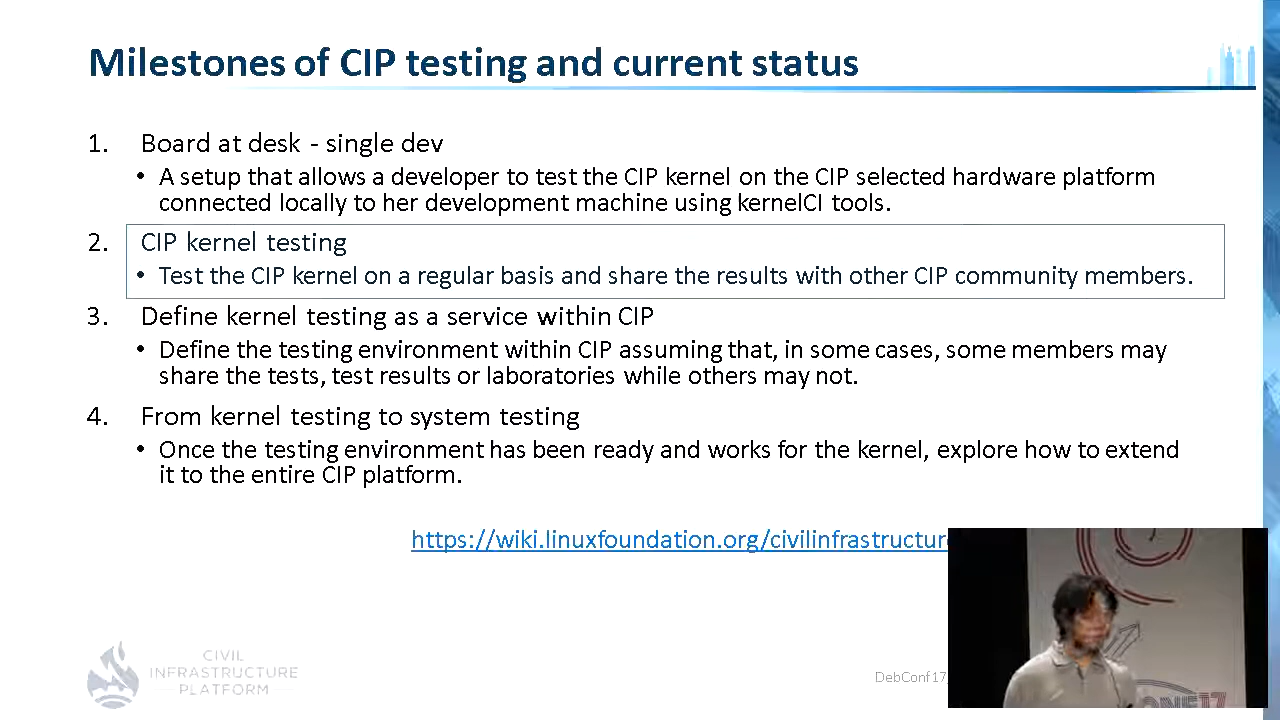 Milestones of CIP testing and current status
1. Board at desk - single dev
• A setup that allows a developer to test the CIP kernel on the CIP selected hardware platform
connected locally to her development machine using kernelCI tools.
2. CIP kernel testing
• Test the CIP kernel on a regular basis and share the results with other CIP community members.
3. Define kernel testing as a service within CIP
• Define the testing environment within CIP assuming that, in some cases, some members may
share the tests, test results or laboratories while others may not.
4. From kernel testing to system testing
• Once the testing environment has been ready and works for the kernel, explore how to extend
it to the entire CIP platform.
https://wiki.linuxfoundation.org/civilinfrastructure
CIVIL
INFRASTRUCTURE
PLATFORM
DebConf17